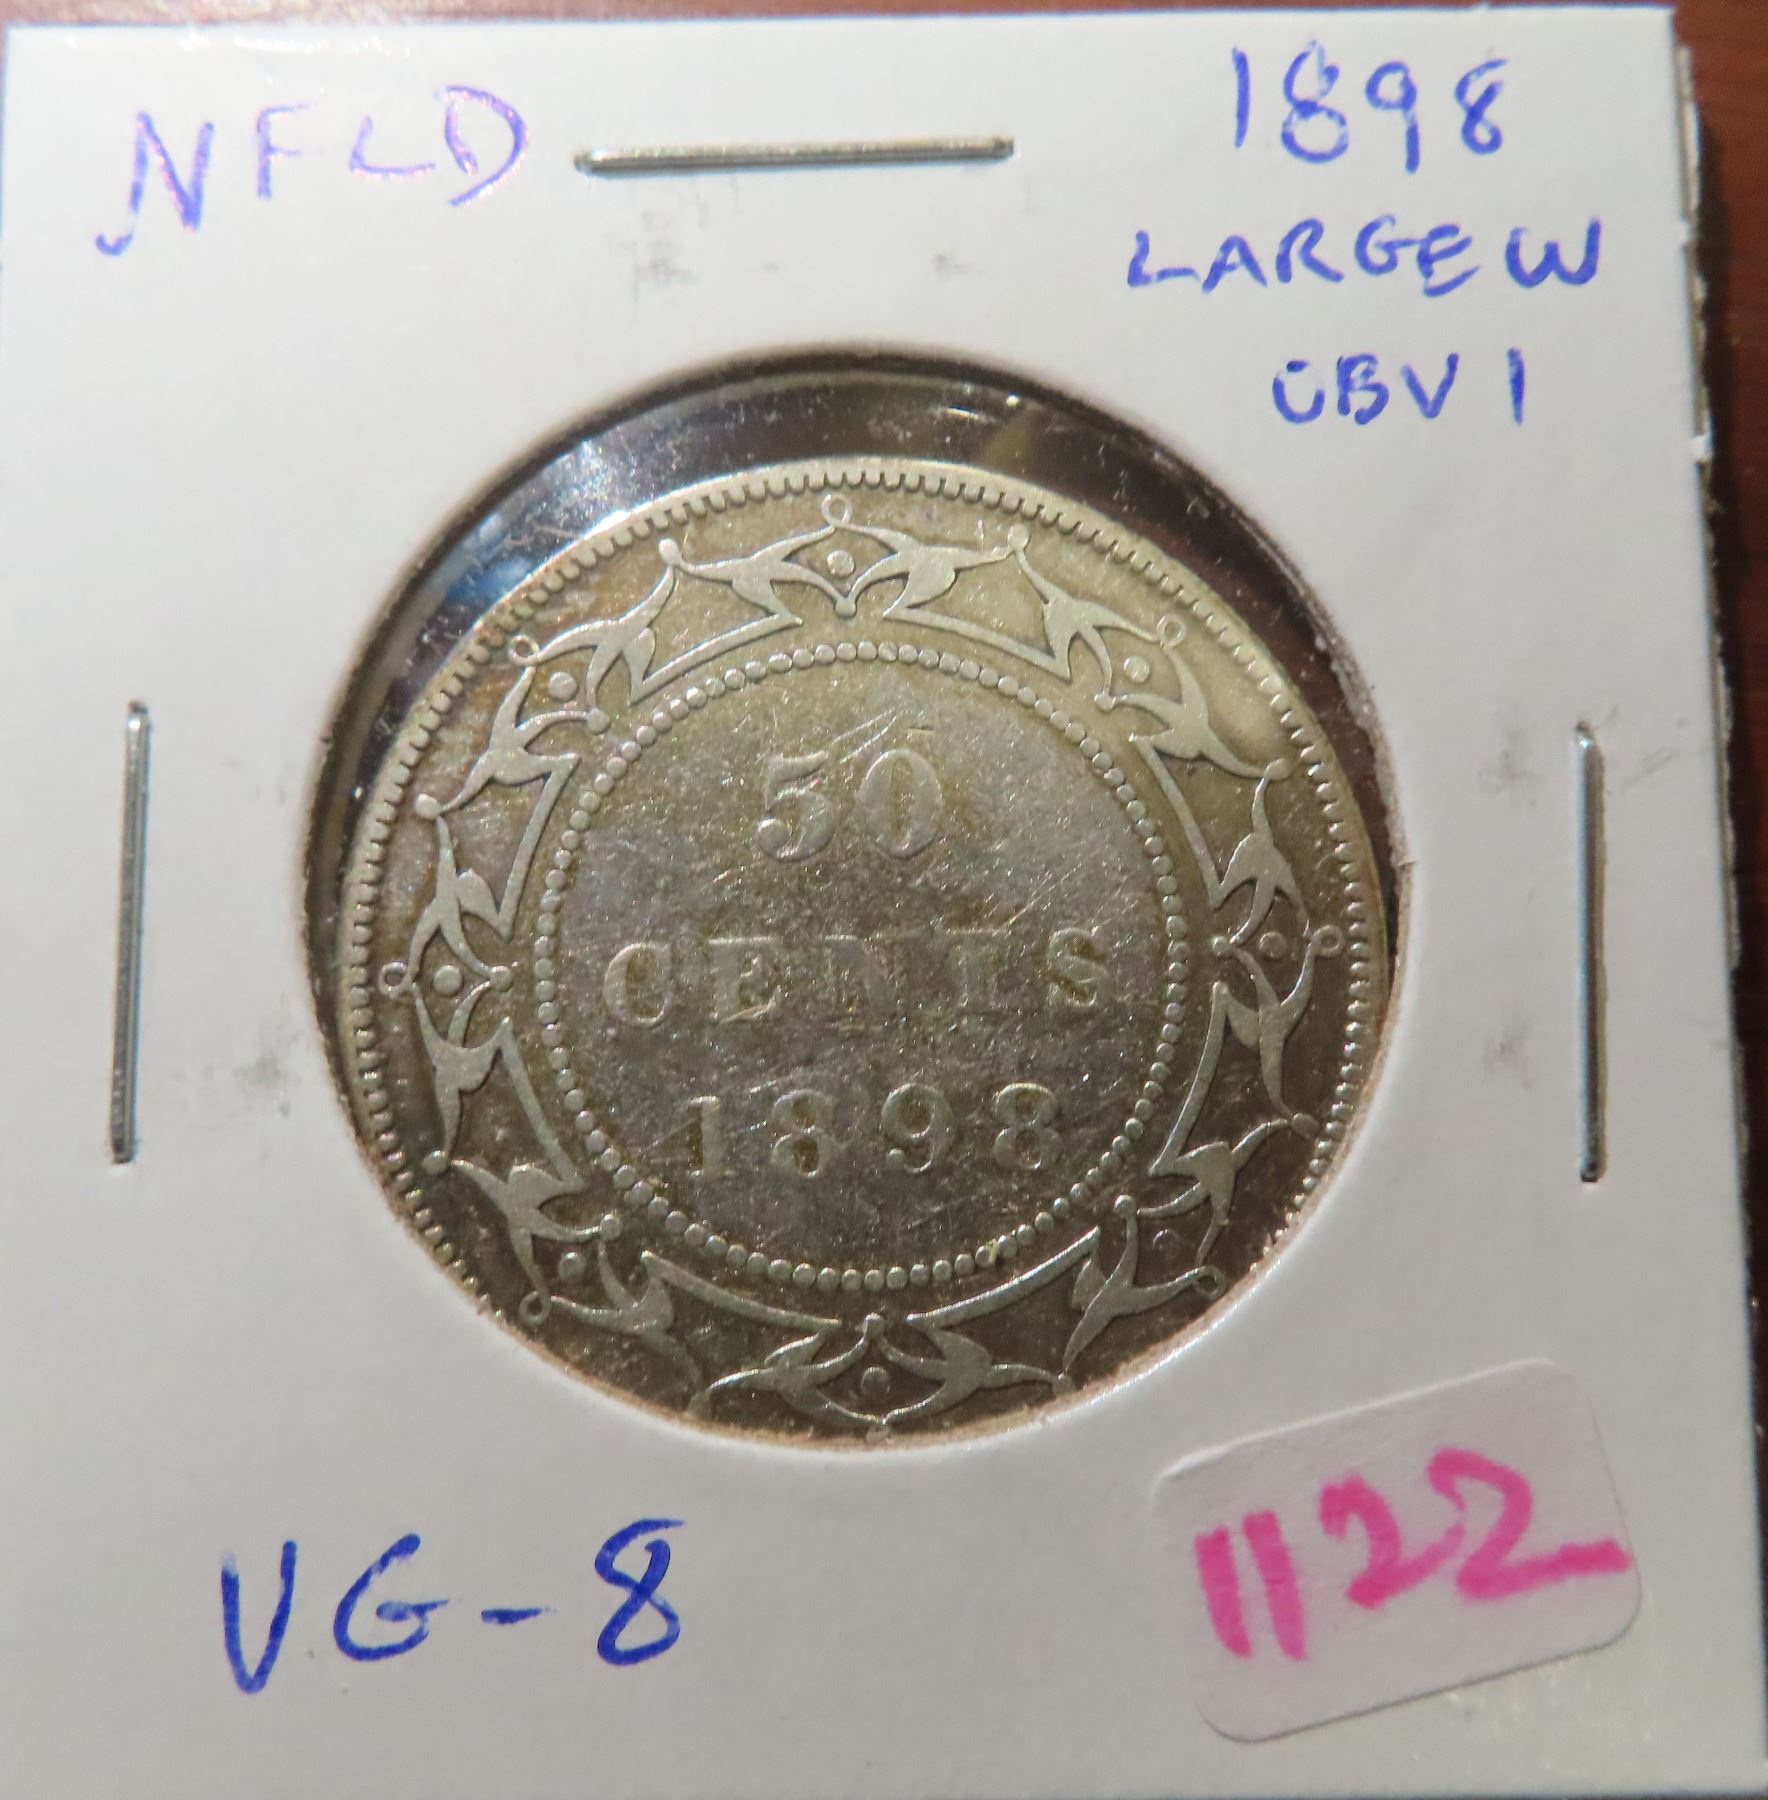 NFLD
1898
LARGE W
OBV 1
50
CENTS
1898
VG-8
1122